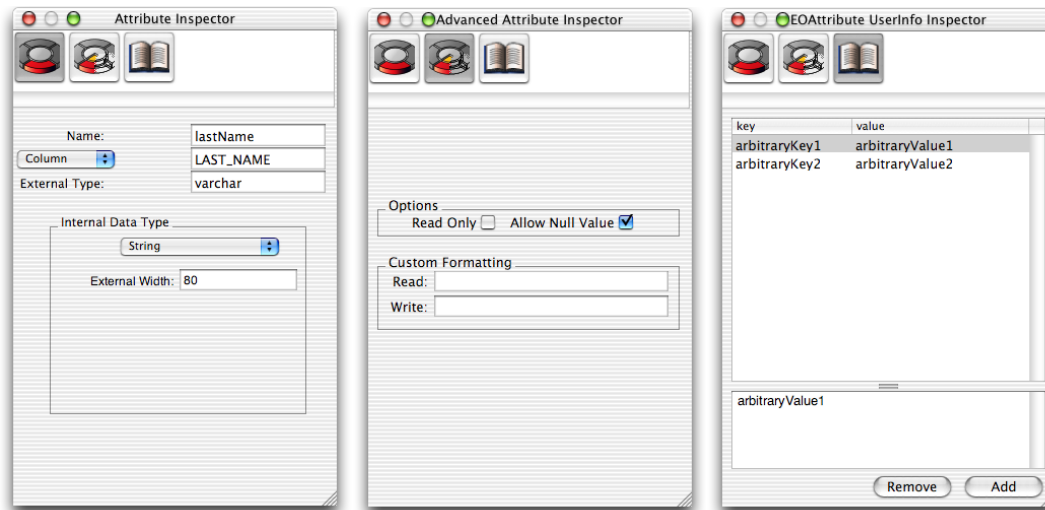 Attribute Inspector
Name: lastName
Column LAST_NAME
External Type: varchar
Internal Data Type
String
External Width: 80
Advanced Attribute Inspector
Options
Read Only Allow Null Value
Custom Formatting
Read:
Write:
EOAttribute UserInfo Inspector
key value
arbitraryKey1 arbitraryValue1
arbitraryKey2 arbitraryValue2
arbitraryValue1
Remove Add